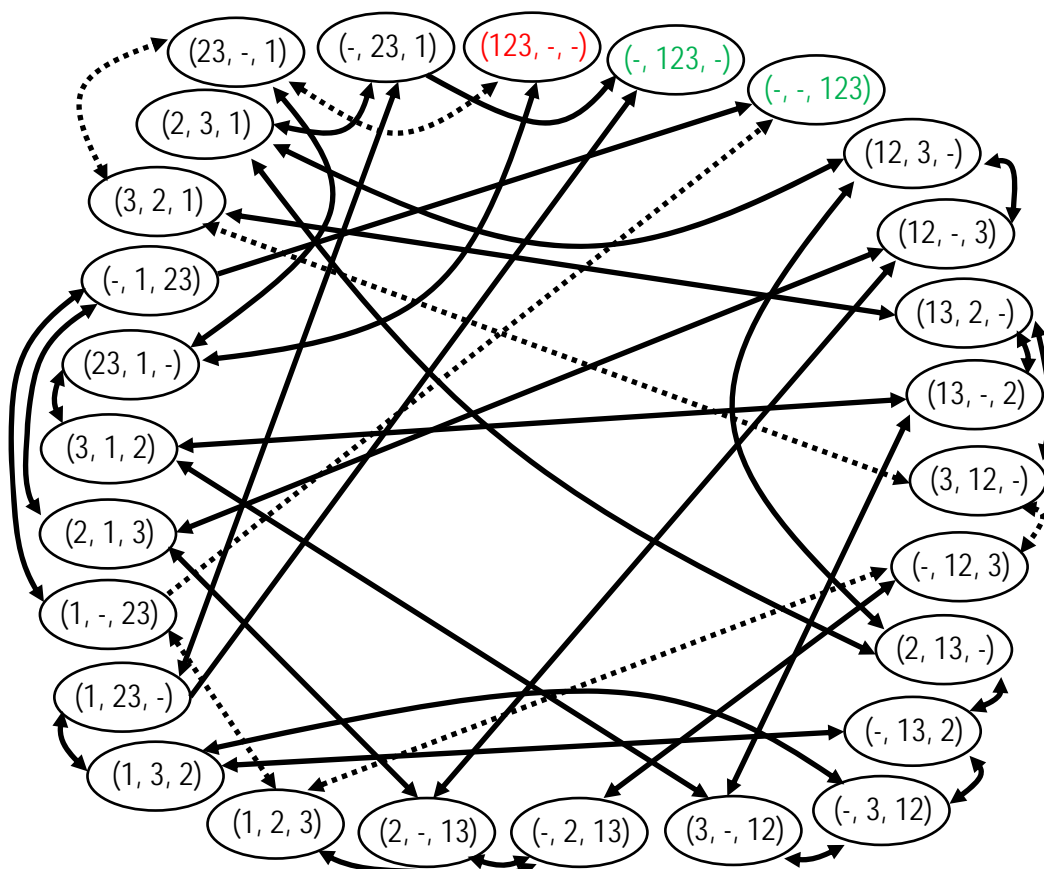 (23, -, 1)
(-, 23, 1)
(123, -, -)
(-, 123, -)
(-, -, 123)
(2, 3, 1)
(12, 3, -)
(3, 2, 1)
(12, -, 3)
(-, 1, 23)
(13, 2, -)
(23, 1, -)
(13, -, 2)
(3, 1, 2)
(3, 12, -)
(2, 1, 3)
(-, 12, 3)
(1, -, 23)
(2, 13, -)
(1, 23, -)
(-, 13, 2)
(1, 3, 2)
(-, 3, 12)
(1, 2, 3)
(2, -, 13)
(-, 2, 13)
(3, -, 12)